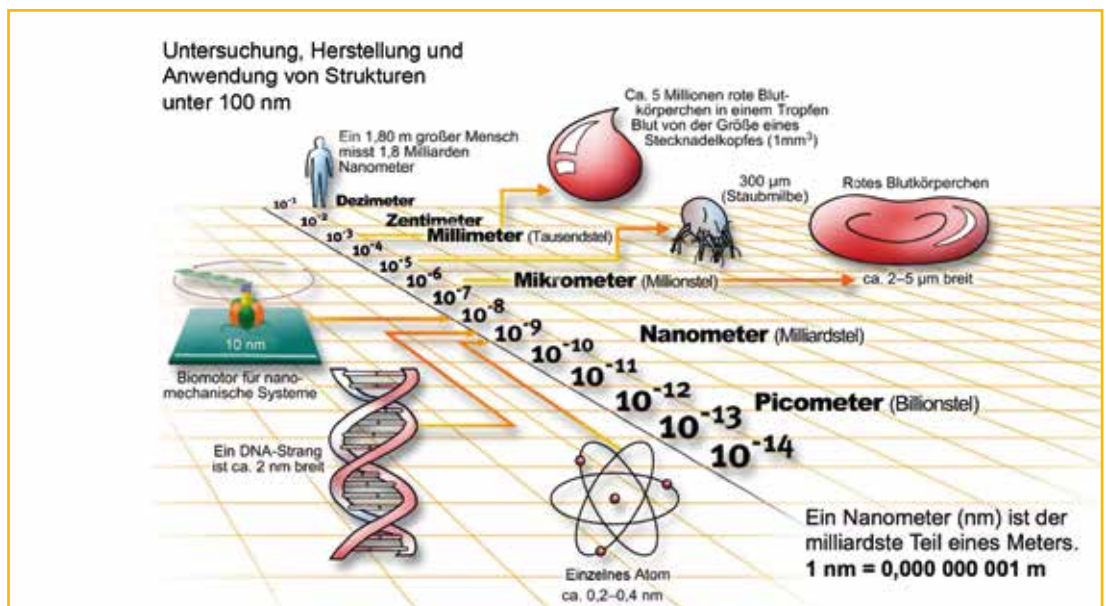 Untersuchung, Herstellung und
Anwendung von Strukturen
unter 100 nm
Ein 1,80 m großer Mensch
misst 1,8 Milliarden
Nanometer
Ca. 5 Millionen rote Blut-
körperchen in einem Tropfen
Blut von der Größe eines
Stecknadelkopfes (1mm³)
300 µm
(Staubmilbe)
Rotes Blutkörperchen
ca. 2–5 µm breit
10⁻¹ Dezimeter
10⁻² Zentimeter
10⁻³ Millimeter (Tausendstel)
10⁻⁴
10⁻⁵
10⁻⁶ Mikrometer (Millionstel)
10⁻⁷
10⁻⁸
10⁻⁹ Nanometer (Milliardstel)
10⁻¹⁰
10⁻¹¹
10⁻¹² Picometer (Billionstel)
10⁻¹³
10⁻¹⁴
10 nm
Biomotor für nano-
mechanische Systeme
Ein DNA-Strang
ist ca. 2 nm breit
Einzelnes Atom
ca. 0,2–0,4 nm
Ein Nanometer (nm) ist der
milliardste Teil eines Meters.
1 nm = 0,000 000 001 m